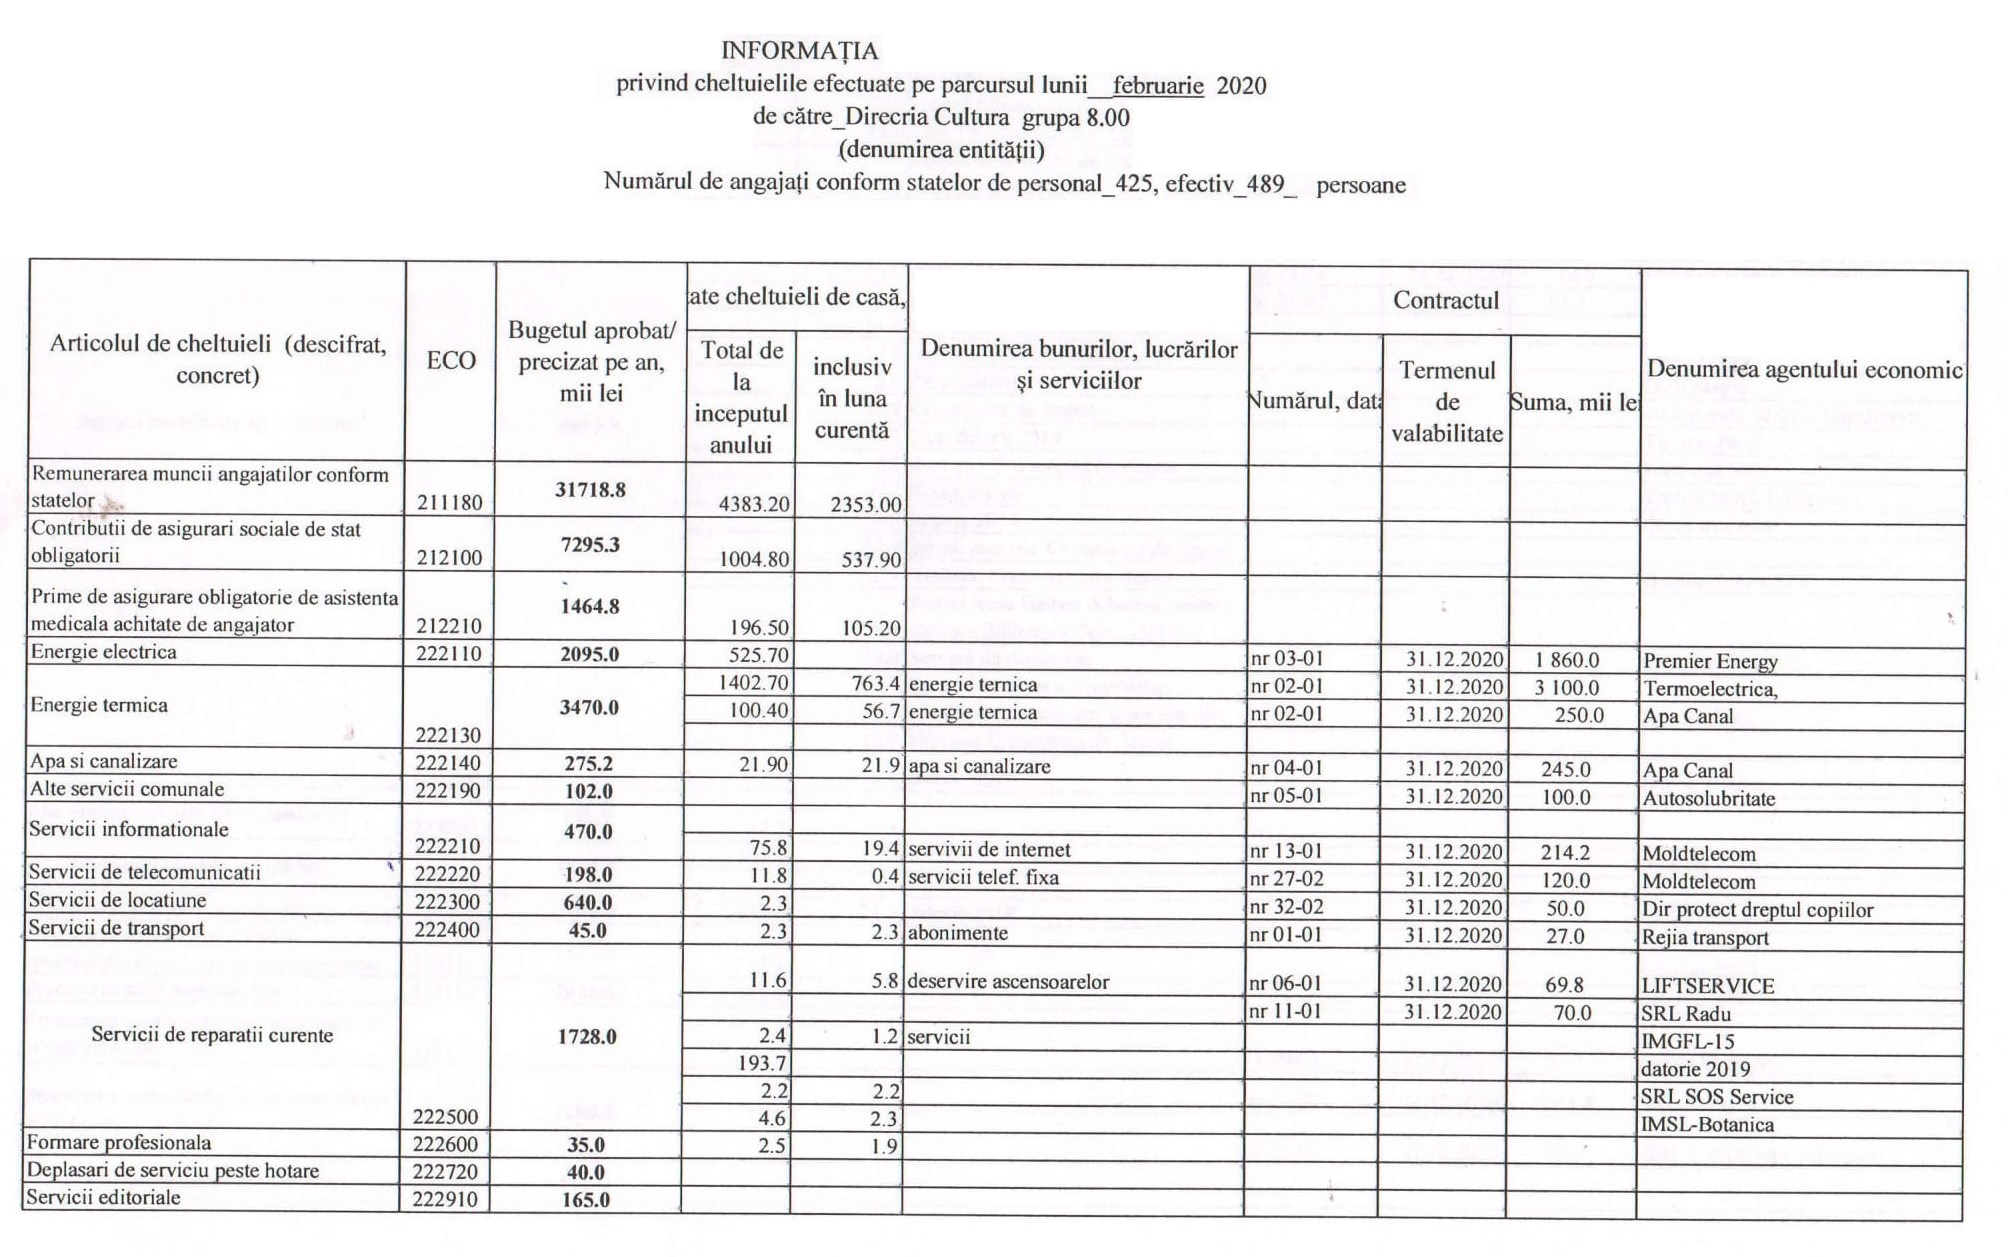 INFORMAȚIA
privind cheltuielile efectuate pe parcursul lunii__februarie 2020
de către_Direcria Cultura grupa 8.00
(denumirea entității)
Numărul de angajați conform statelor de personal_425, efectiv_489_ persoane
Articolul de cheltuieli (descifrat, concret) ECO Bugetul aprobat/ precizat pe an, mii lei ate cheltuieli de casă, Denumirea bunurilor, lucrărilor și serviciilor Contractul Denumirea agentului economic
Total de la inceputul anului inclusiv în luna curentă Numărul, data Termenul de valabilitate Suma, mii lei
Remunerarea muncii angajatilor conform
statelor 211180 31718.8 4383.20 2353.00
Contributii de asigurari sociale de stat
obligatorii 212100 7295.3 1004.80 537.90
Prime de asigurare obligatorie de asistenta
medicala achitate de angajator 212210 1464.8 196.50 105.20
Energie electrica 222110 2095.0 525.70 nr 03-01 31.12.2020 1 860.0 Premier Energy
Energie termica 222130 3470.0 1402.70 763.4 energie ternica nr 02-01 31.12.2020 3 100.0 Termoelectrica,
100.40 56.7 energie ternica nr 02-01 31.12.2020 250.0 Apa Canal
Apa si canalizare 222140 275.2 21.90 21.9 apa si canalizare nr 04-01 31.12.2020 245.0 Apa Canal
Alte servicii comunale 222190 102.0 nr 05-01 31.12.2020 100.0 Autosolubritate
Servicii informationale 222210 470.0 75.8 19.4 servivii de internet nr 13-01 31.12.2020 214.2 Moldtelecom
Servicii de telecomunicatii 222220 198.0 11.8 0.4 servicii telef. fixa nr 27-02 31.12.2020 120.0 Moldtelecom
Servicii de locatiune 222300 640.0 2.3 nr 32-02 31.12.2020 50.0 Dir protect dreptul copiilor
Servicii de transport 222400 45.0 2.3 2.3 abonimente nr 01-01 31.12.2020 27.0 Rejia transport
Servicii de reparatii curente 222500 1728.0 11.6 5.8 deservire ascensoarelor nr 06-01 31.12.2020 69.8 LIFTSERVICE
nr 11-01 31.12.2020 70.0 SRL Radu
2.4 1.2 servicii IMGFL-15
193.7 datorie 2019
2.2 2.2 SRL SOS Service
4.6 2.3 IMSL-Botanica
Formare profesionala 222600 35.0 2.5 1.9
Deplasari de serviciu peste hotare 222720 40.0
Servicii editoriale 222910 165.0